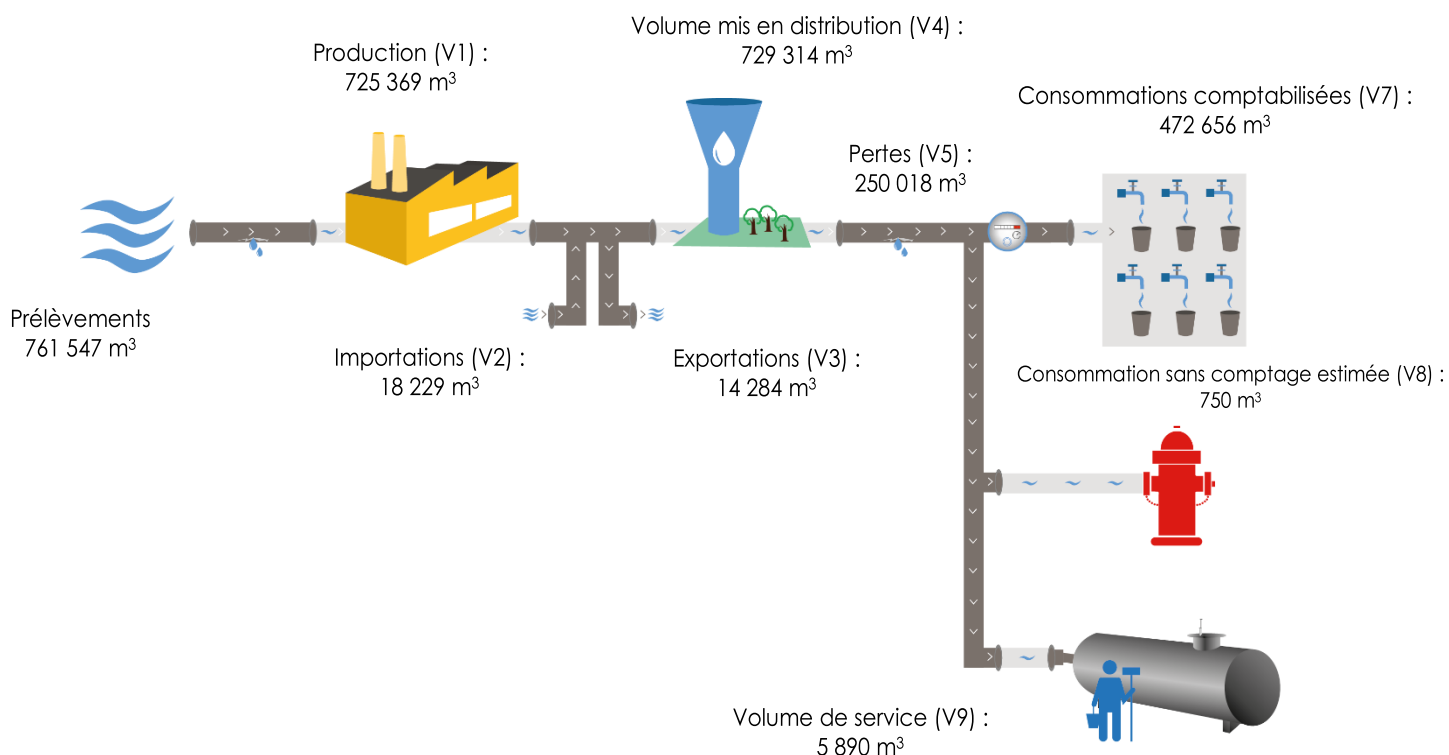 Volume mis en distribution (V4) :
729 314 m³
Production (V1) :
725 369 m³
Consommations comptabilisées (V7) :
472 656 m³
Pertes (V5) :
250 018 m³
Prélèvements
761 547 m³
Importations (V2) :
18 229 m³
Exportations (V3) :
14 284 m³
Consommation sans comptage estimée (V8) :
750 m³
Volume de service (V9) :
5 890 m³